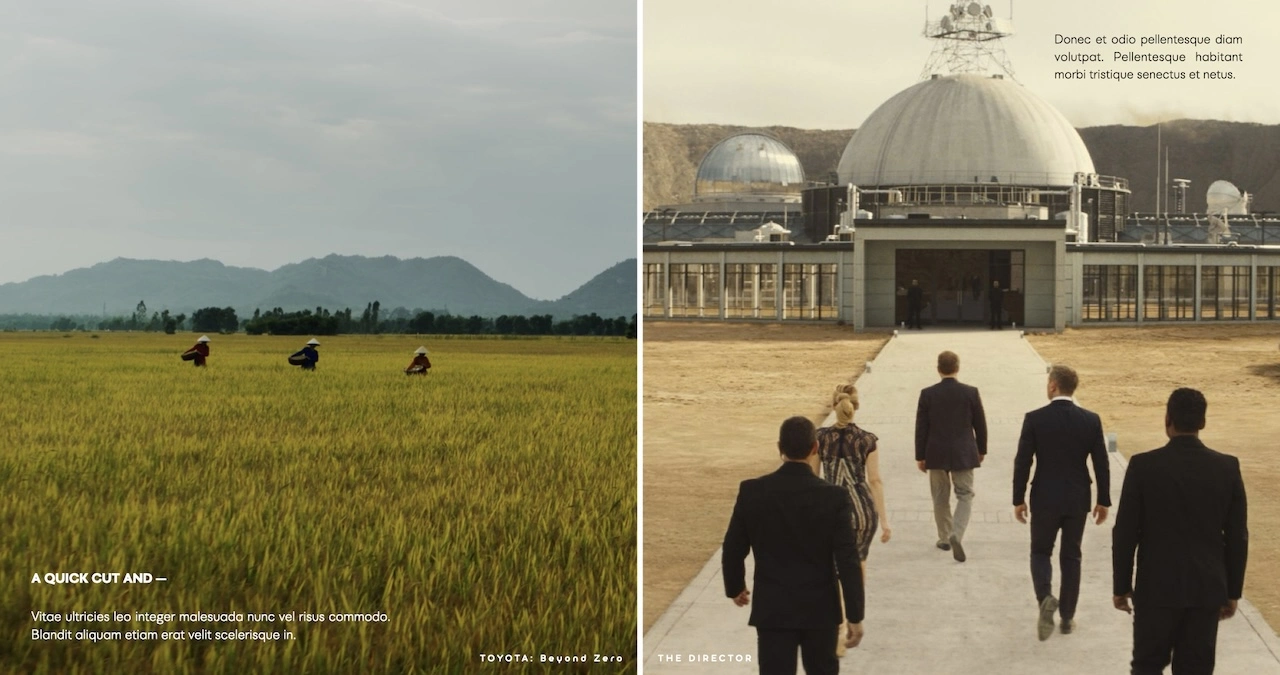 A QUICK CUT AND —
Vitae ultricies leo integer malesuada nunc vel risus commodo.
Blandit aliquam etiam erat velit scelerisque in.
TOYOTA: Beyond Zero
Donec et odio pellentesque diam
volutpat. Pellentesque habitant
morbi tristique senectus et netus.
THE DIRECTOR